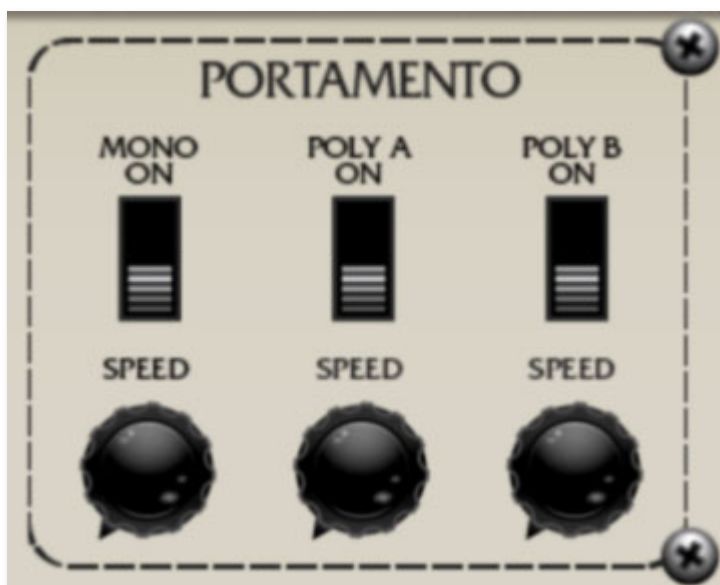 PORTAMENTO
MONO
ON
POLY A
ON
POLY B
ON
SPEED
SPEED
SPEED